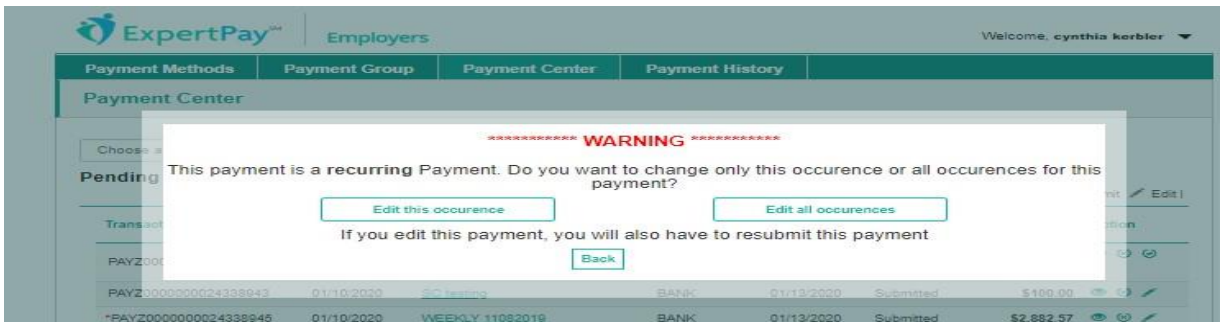 ExpertPay℠ Employers
Welcome, cynthia kerbler
Payment Methods Payment Group Payment Center Payment History
Payment Center
*********** WARNING ***********
Choose a
This payment is a recurring Payment. Do you want to change only this occurence or all occurences for this
payment?
Pending
Edit
Edit this occurence Edit all occurences
If you edit this payment, you will also have to resubmit this payment
Back
PAYZ0000000024338943 01/10/2020 SC testing BANK 01/13/2020 Submitted $100.00
*PAYZ0000000024338945 01/10/2020 WEEKLY 11082019 BANK 01/13/2020 Submitted $2,882.57